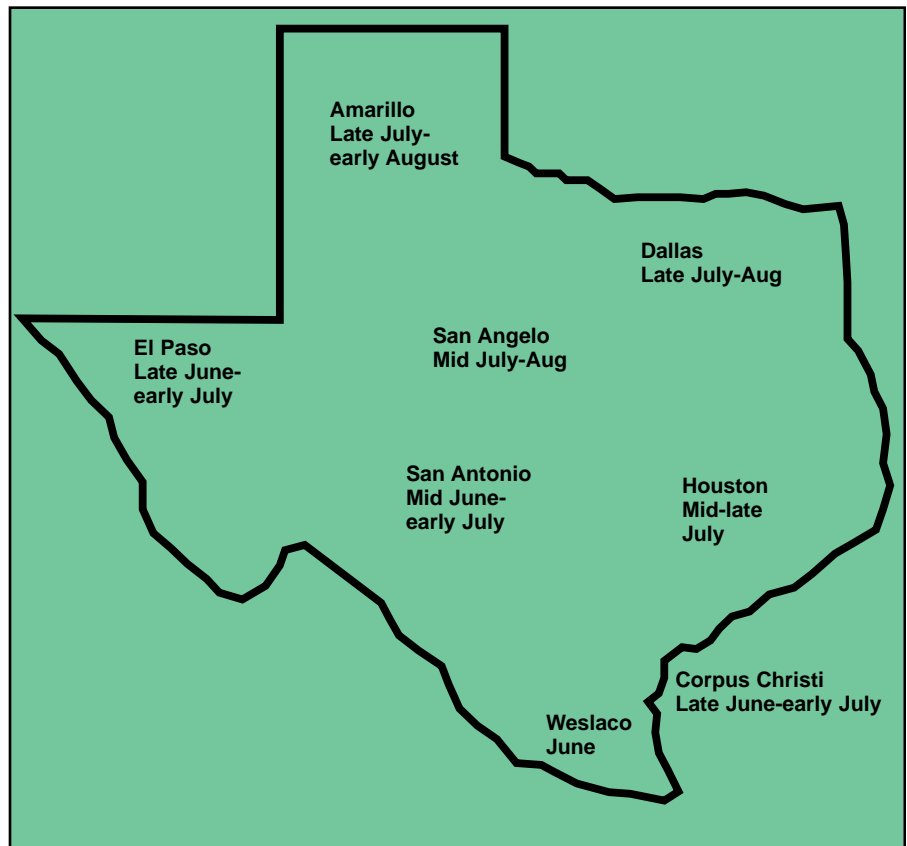 Amarillo
Late July-
early August
Dallas
Late July-Aug
El Paso
Late June-
early July
San Angelo
Mid July-Aug
San Antonio
Mid June-
early July
Houston
Mid-late
July
Corpus Christi
Late June-early July
Weslaco
June